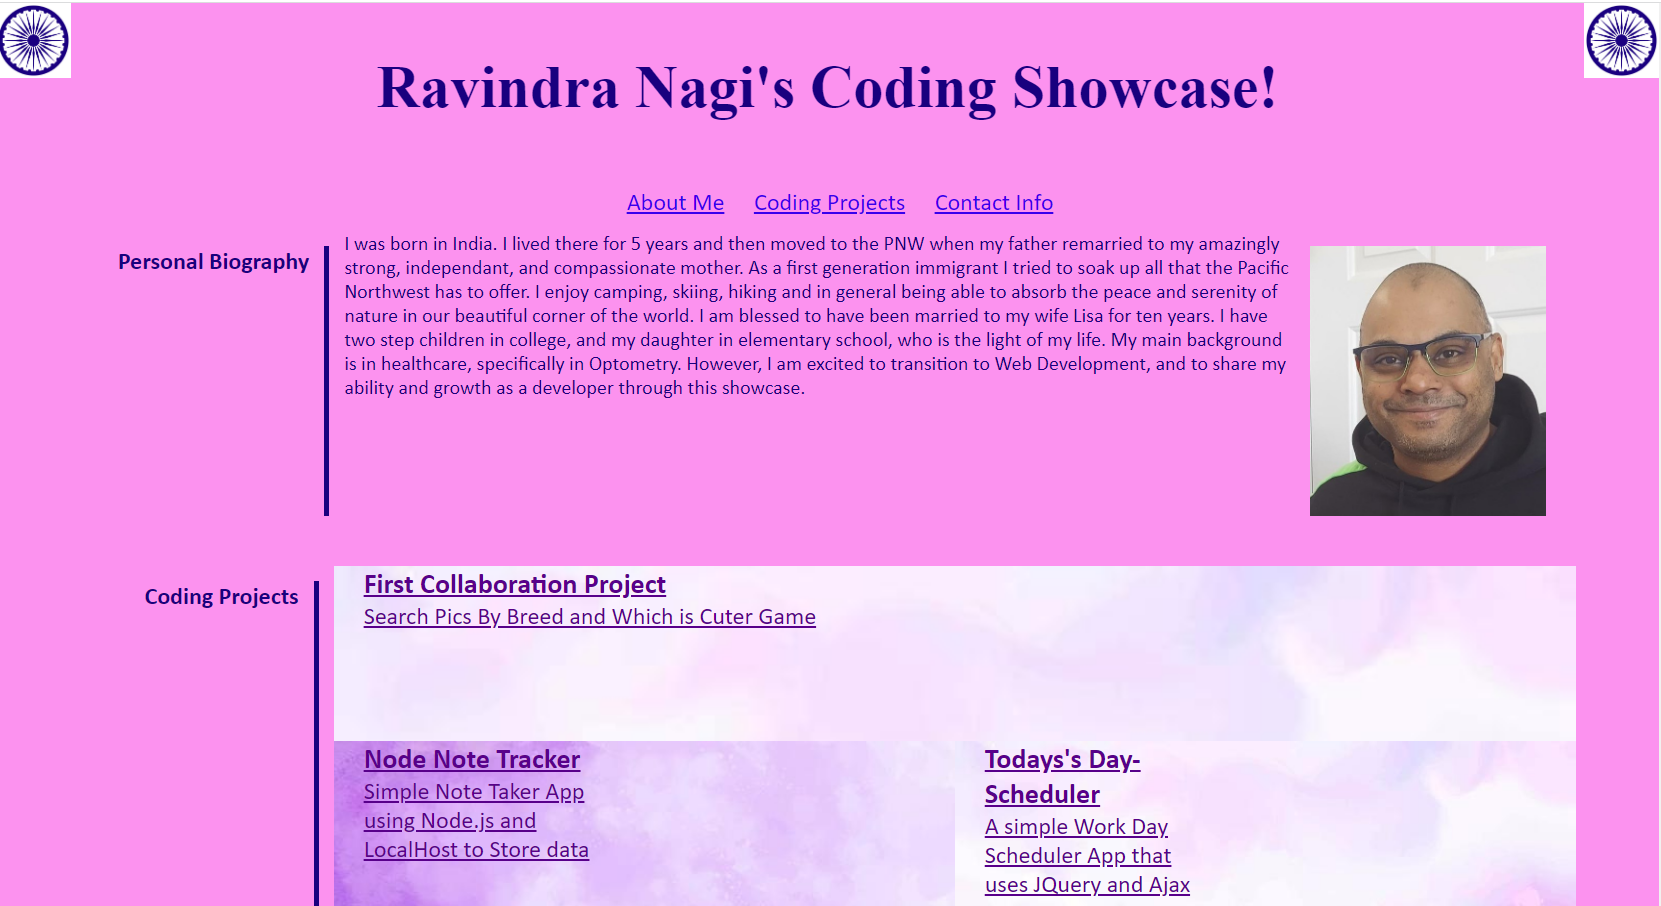 Ravindra Nagi's Coding Showcase!
About Me Coding Projects Contact Info
Personal Biography
I was born in India. I lived there for 5 years and then moved to the PNW when my father remarried to my amazingly
strong, independant, and compassionate mother. As a first generation immigrant I tried to soak up all that the Pacific
Northwest has to offer. I enjoy camping, skiing, hiking and in general being able to absorb the peace and serenity of
nature in our beautiful corner of the world. I am blessed to have been married to my wife Lisa for ten years. I have
two step children in college, and my daughter in elementary school, who is the light of my life. My main background
is in healthcare, specifically in Optometry. However, I am excited to transition to Web Development, and to share my
ability and growth as a developer through this showcase.
Coding Projects
First Collaboration Project
Search Pics By Breed and Which is Cuter Game
Node Note Tracker
Simple Note Taker App
using Node.js and
LocalHost to Store data
Todays's Day-
Scheduler
A simple Work Day
Scheduler App that
uses JQuery and Ajax